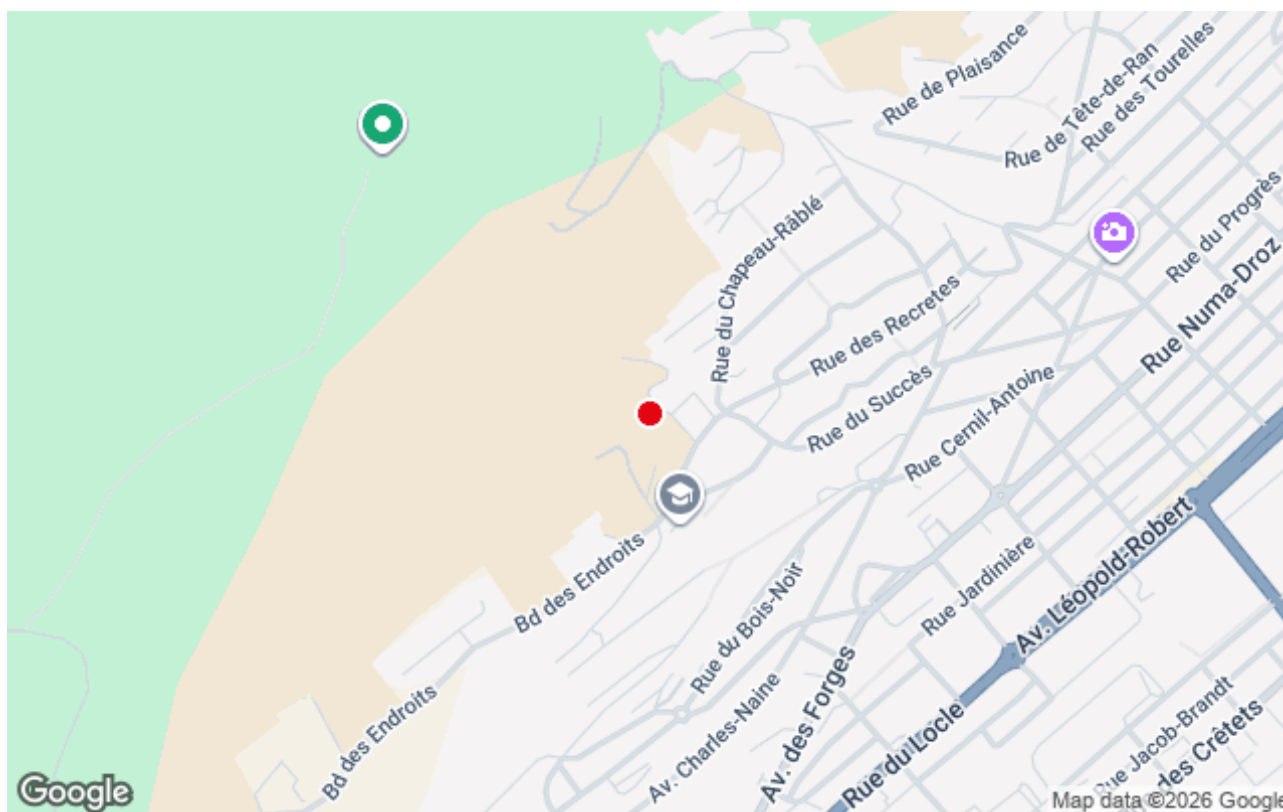 Rue de Plaisance
Rue de Tête-de-Ran
Rue des Tourelles
Rue du Progrès
Rue du Chapeau-Râblé
Rue Numa-Droz
Rue des Recretes
Rue du Succès
Rue Cernil-Antoine
Bd des Endroits
Rue du Bois-Noir
Rue Jardinière
Av. Léopold-Robert
Bd des Endroits
Av. Charles-Naine
Av. des Forges
Rue du Locle
Rue Jacob-Brandt
des Crêtets
Google
Map data ©2026 Google